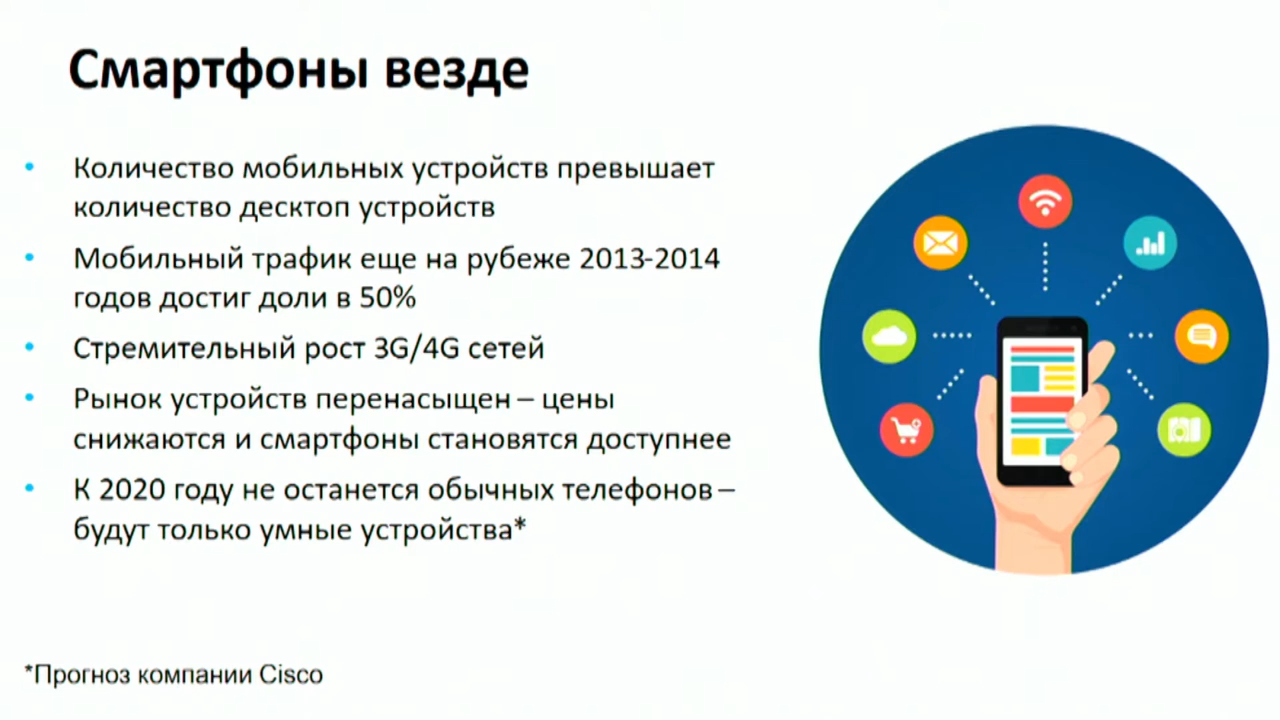 Смартфоны везде
• Количество мобильных устройств превышает
количество десктоп устройств
• Мобильный трафик еще на рубеже 2013-2014
годов достиг доли в 50%
• Стремительный рост 3G/4G сетей
• Рынок устройств перенасыщен – цены
снижаются и смартфоны становятся доступнее
• К 2020 году не останется обычных телефонов –
будут только умные устройства*
*Прогноз компании Cisco